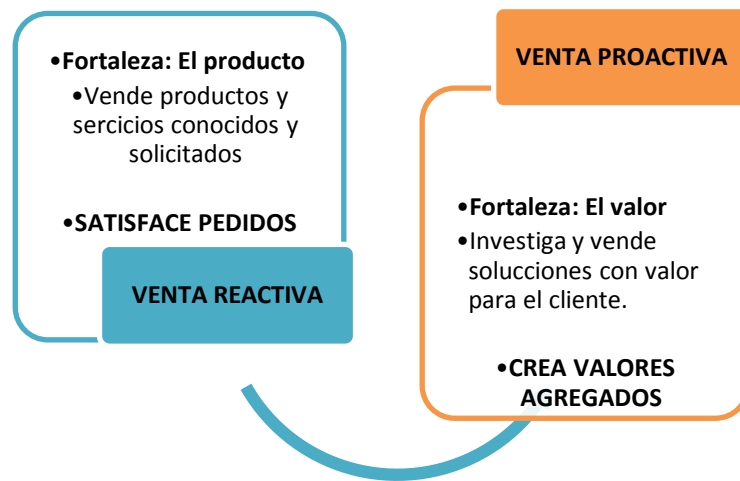 •Fortaleza: El producto
•Vende productos y
sercicios conocidos y
solicitados
•SATISFACE PEDIDOS
VENTA REACTIVA
VENTA PROACTIVA
•Fortaleza: El valor
•Investiga y vende
solucciones con valor
para el cliente.
•CREA VALORES
AGREGADOS